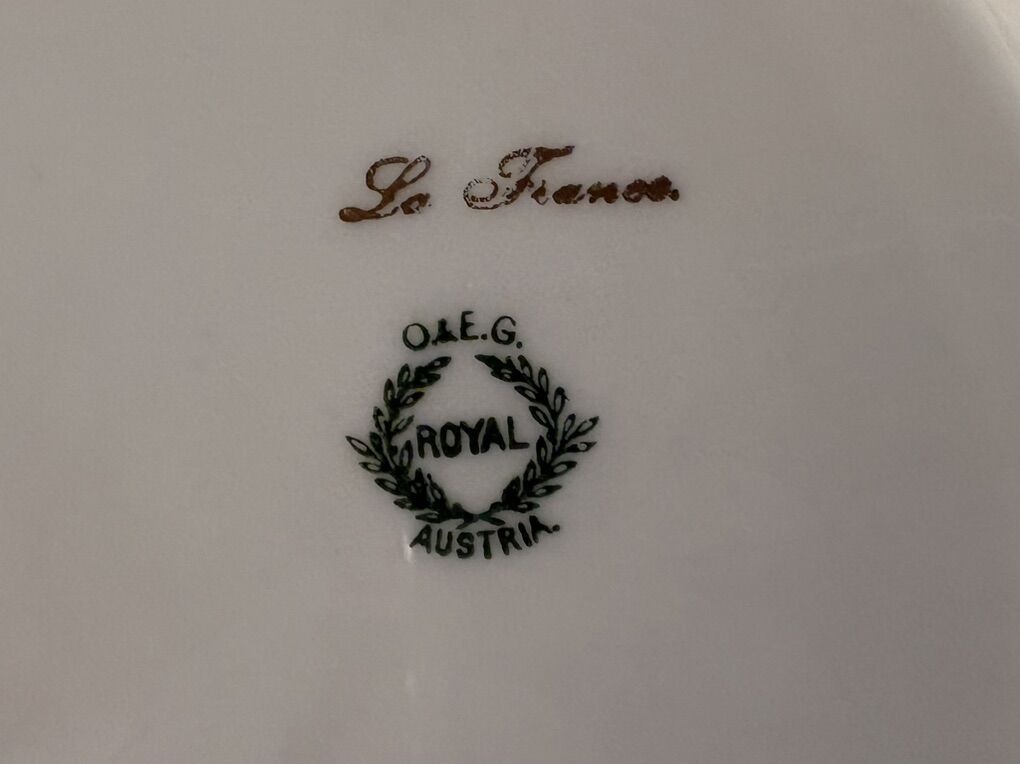 La France.
O.&E.G.
ROYAL
AUSTRIA.